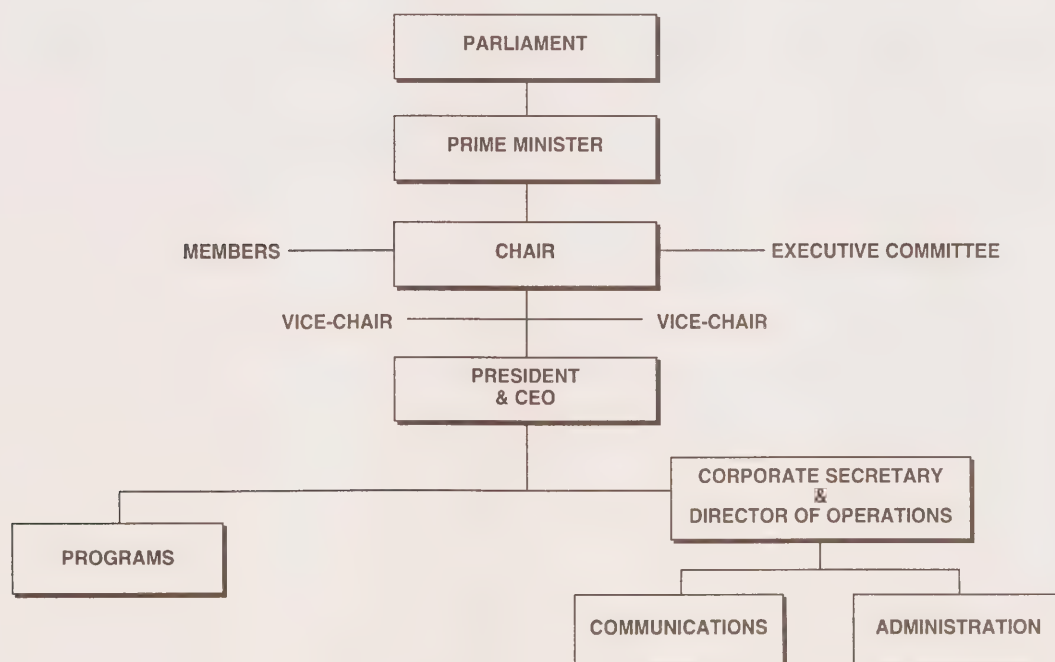 PARLIAMENT
PRIME MINISTER
MEMBERS
CHAIR
EXECUTIVE COMMITTEE
VICE-CHAIR
VICE-CHAIR
PRESIDENT
& CEO
CORPORATE SECRETARY
&
DIRECTOR OF OPERATIONS
PROGRAMS
COMMUNICATIONS
ADMINISTRATION